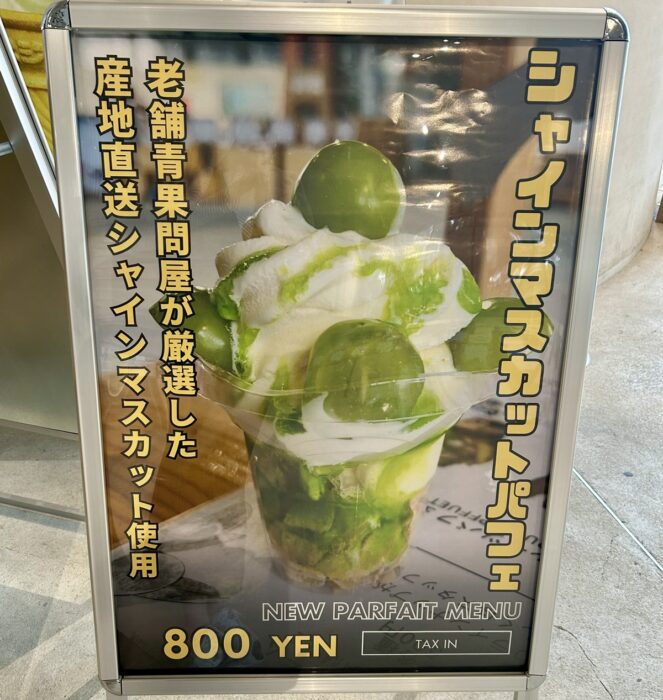 シャインマスカットパフェ
老舗青果問屋が厳選した
産地直送シャインマスカット使用
NEW PARFAIT MENU
800 YEN
TAX IN